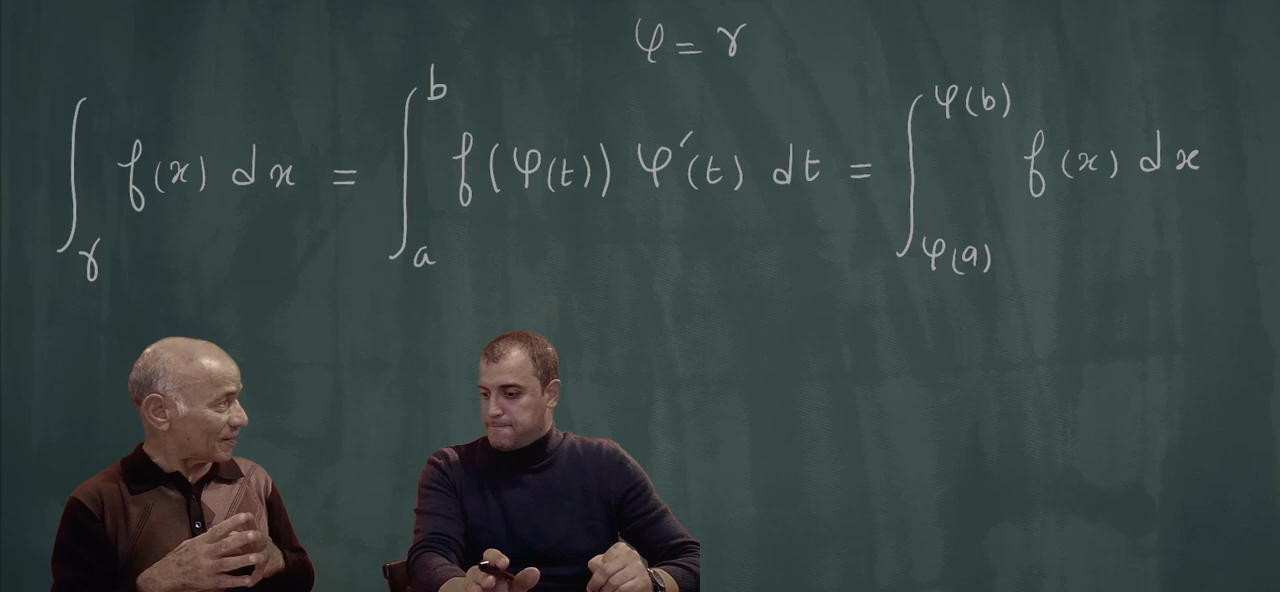 φ = γ
∫_γ f(x) dx = ∫_a^b f(φ(t)) φ′(t) dt = ∫_{φ(a)}^{φ(b)} f(x) dx